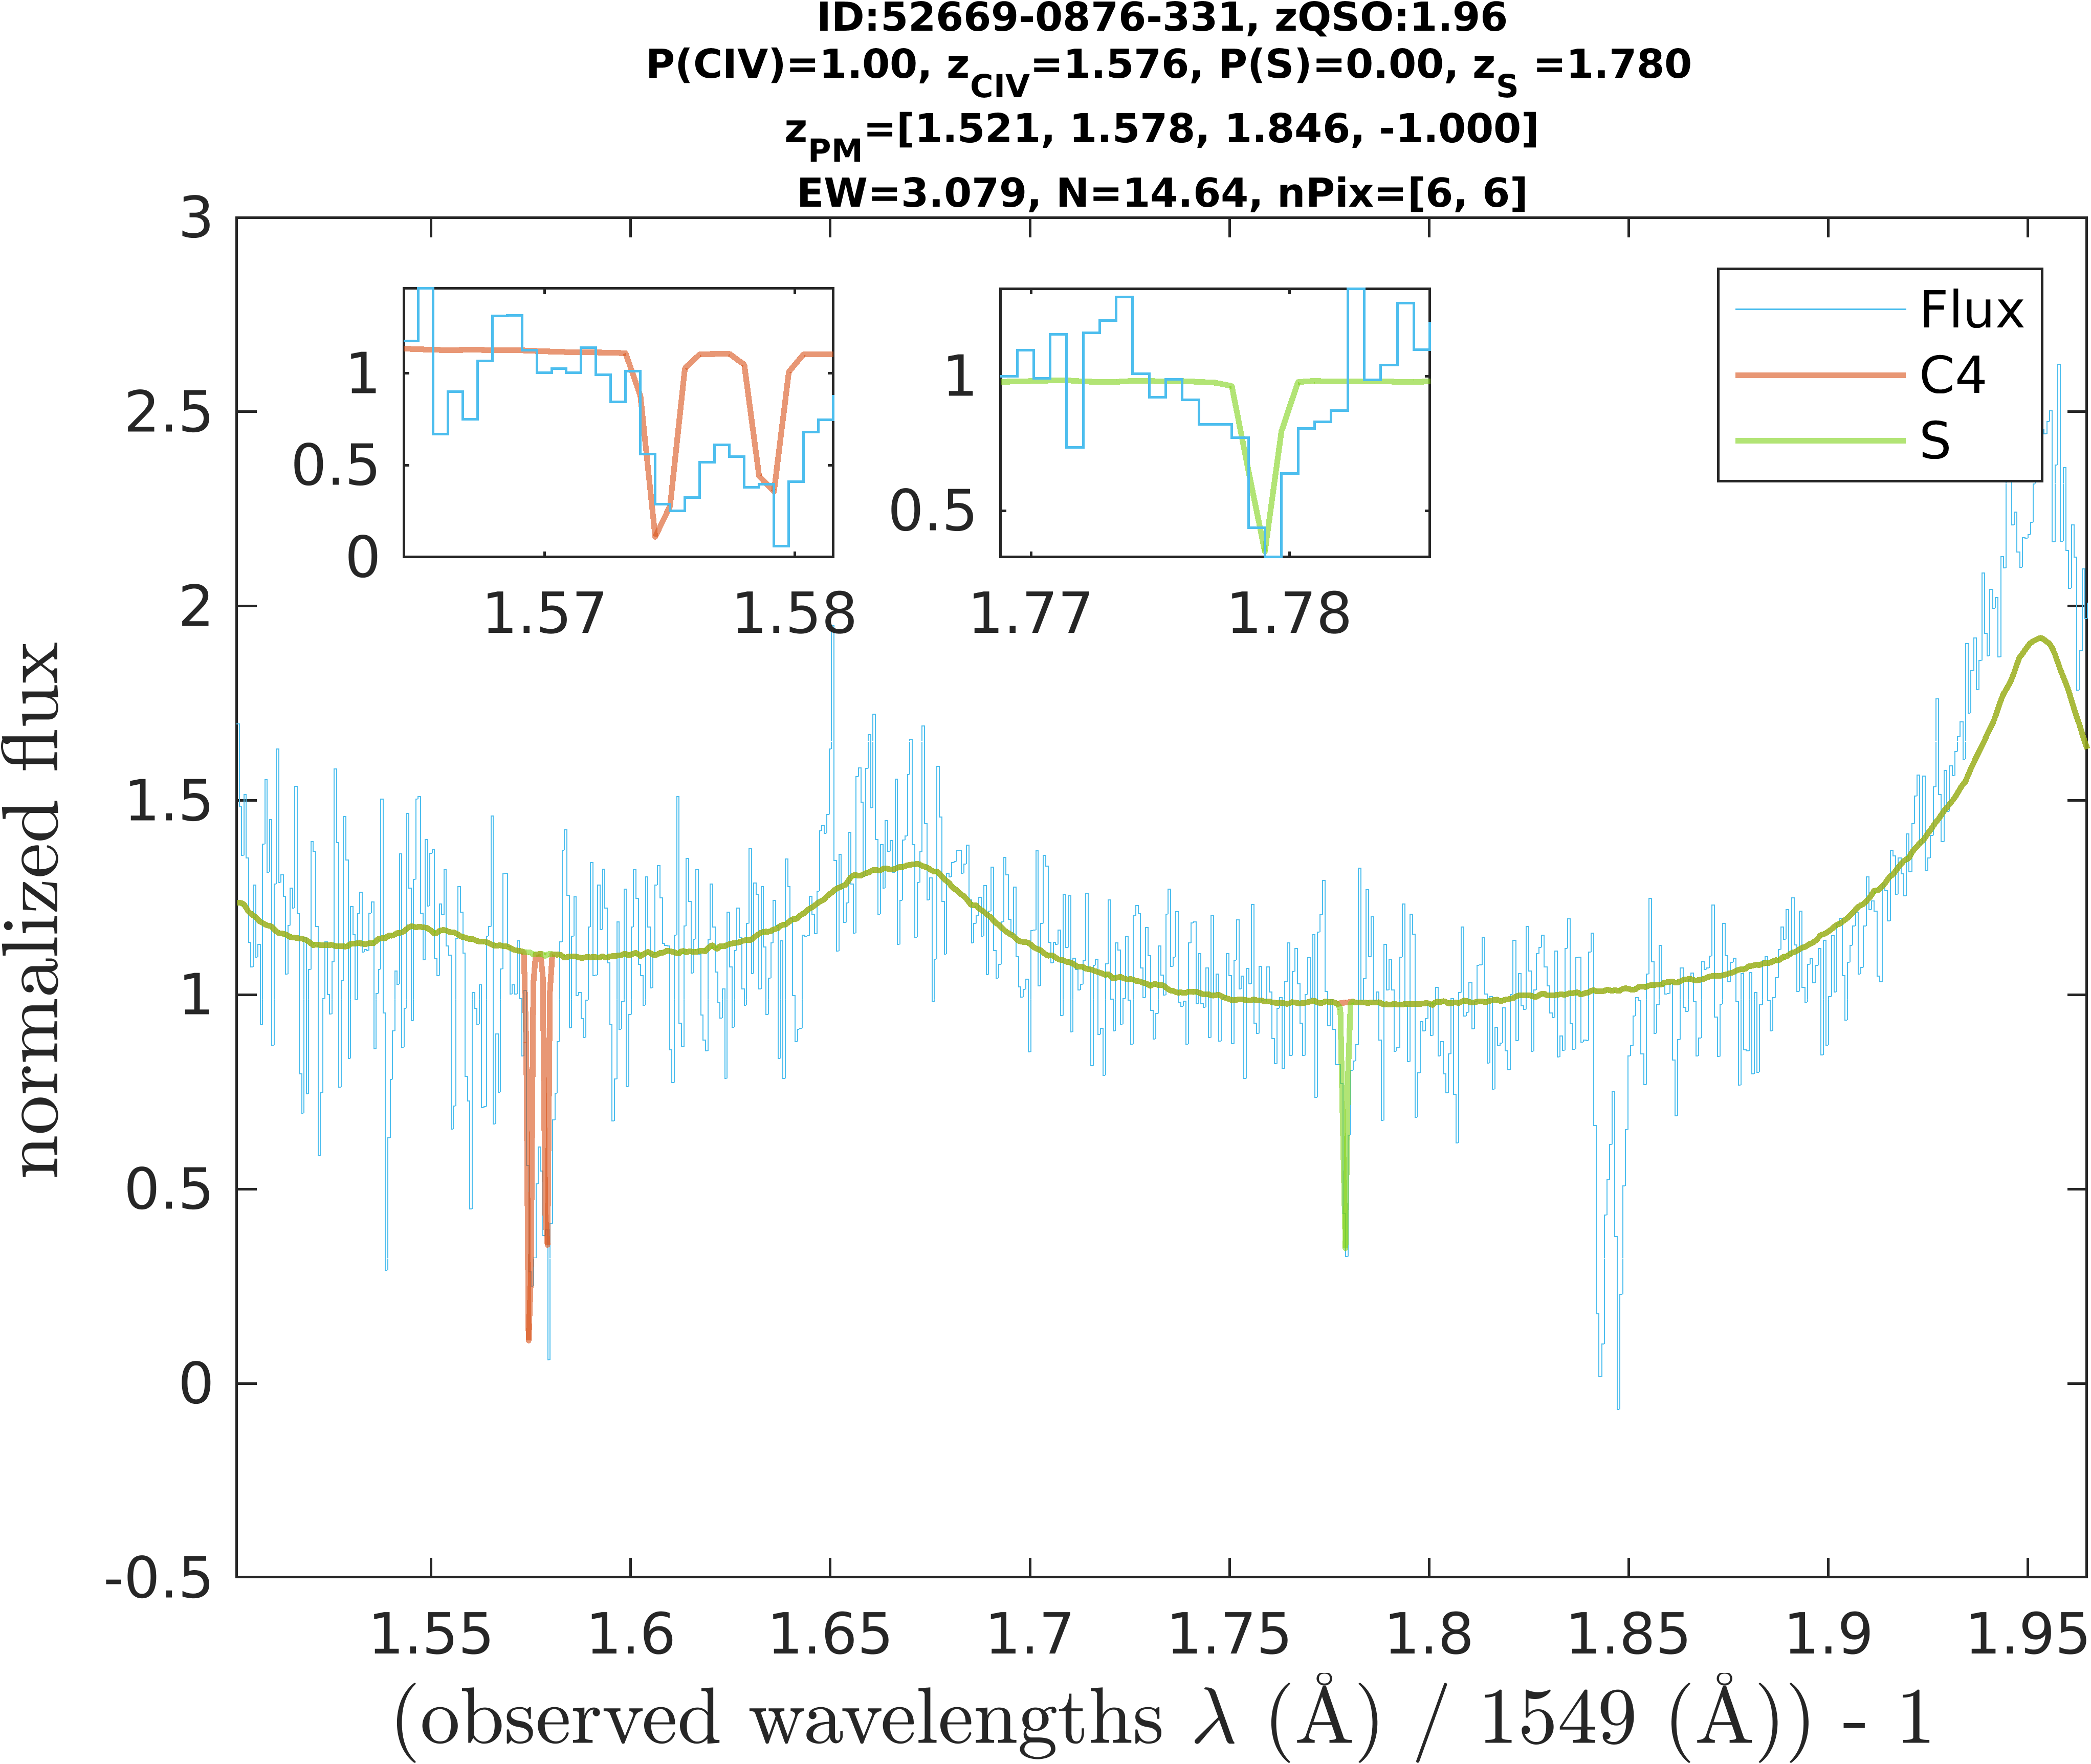 ID:52669-0876-331, zQSO:1.96
P(CIV)=1.00, zCIV=1.576, P(S)=0.00, zS =1.780
zPM=[1.521, 1.578, 1.846, -1.000]
EW=3.079, N=14.64, nPix=[6, 6]
3
2.5
2
1.5
1
0.5
0
-0.5
1
0.5
0
1.57
1.58
1
0.5
1.77
1.78
Flux
C4
S
normalized flux
1.55
1.6
1.65
1.7
1.75
1.8
1.85
1.9
1.95
(observed wavelengths λ (Å) / 1549 (Å)) - 1